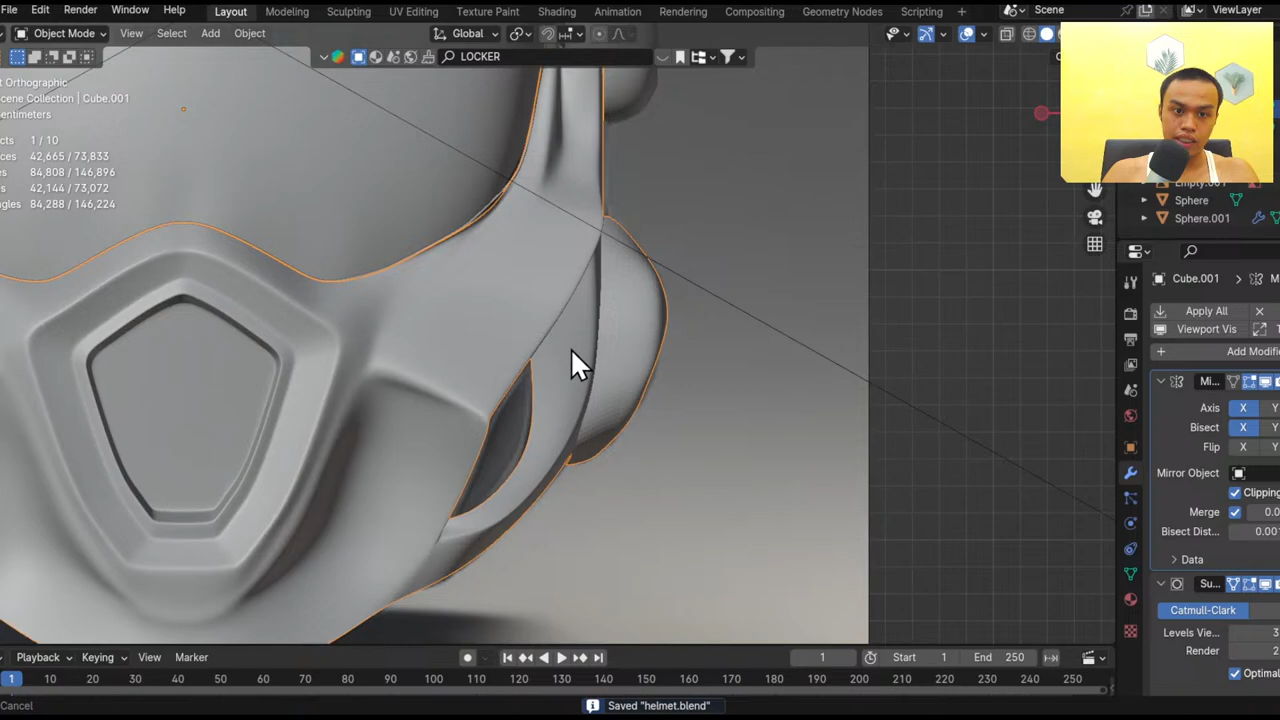 File Edit Render Window Help Layout Modeling Sculpting UV Editing Texture Paint Shading Animation Rendering Compositing Geometry Nodes Scripting Scene ViewLayer
Object Mode View Select Add Object Global
LOCKER
Orthographic
Scene Collection | Cube.001
1 / 10
42,665 / 73,833
84,808 / 146,896
42,144 / 73,072
84,288 / 146,224
Sphere
Sphere.001
Cube.001
Apply All
Viewport Vis
Add Modifi
Mi...
Axis X Y
Bisect X Y
Flip X Y
Mirror Object
Clipping
Merge 0.0
Bisect Dist... 0.001
Data
Su...
Catmull-Clark
Levels Vie... 3
Render 2
Optimal
Playback Keying View Marker 1 Start 1 End 250
1 10 20 30 40 50 60 70 80 90 100 110 120 130 140 150 160 170 180 190 200 210 220 230 240 250
Cancel Saved "helmet.blend"